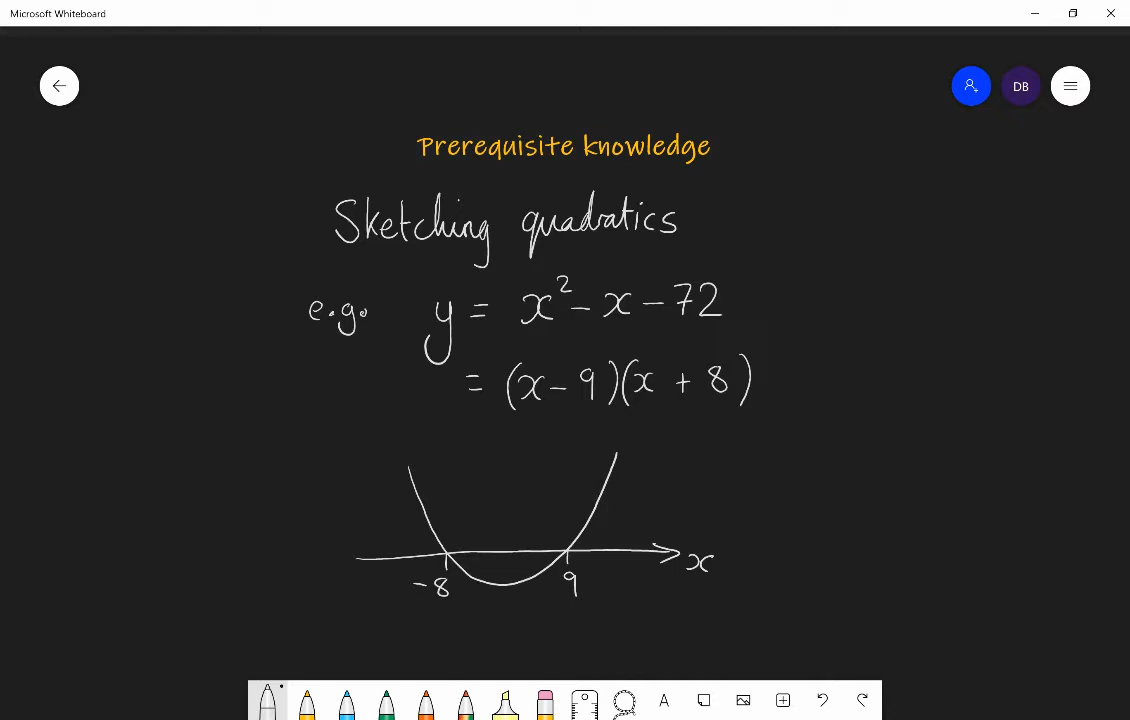 Microsoft Whiteboard
DB
Prerequisite knowledge
Sketching quadratics
e.g. y = x² - x - 72
= (x - 9)(x + 8)
x
-8 9
A